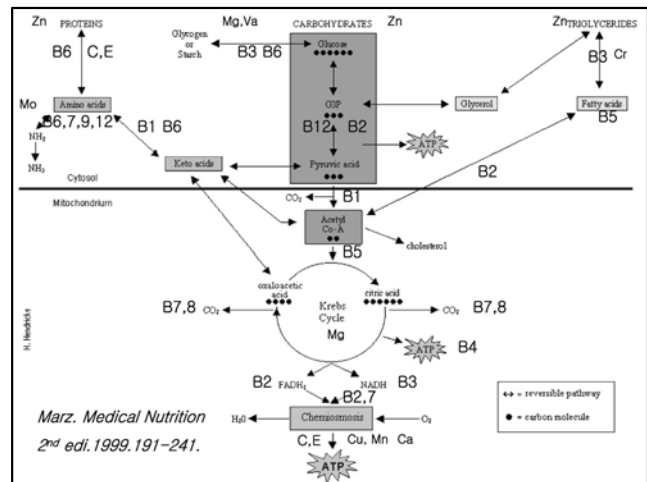 Zn PROTEINS Mg,Va CARBOHYDRATES Zn Zn TRIGLYCERIDES
B6 C,E
Glycogen
or
Starch
B3 B6
Glucose
B3 Cr
Mo
Amino acids
G3P
Glycerol
Fatty acids
B6,7,9,12 B1 B6
B12 B2
B5
NH₂
ATP
NH₃
Keto acids
Pyruvic acid
B2
Cytosol
CO₂ B1
Mitochondrium
Acetyl
Co-A
cholesterol
B5
oxaloacetic
acid
citric acid
B7,8 CO₂
Krebs
Cycle
CO₂ B7,8
Mg
ATP B4
H. Hendricks
B2 FADH₂ NADH B3
B2,7
↔ = reversible pathway
●● = carbon molecule
H₂0 Chemiosmosis O₂
Marz. Medical Nutrition
2nd edi.1999.191-241.
C,E Cu, Mn Ca
ATP